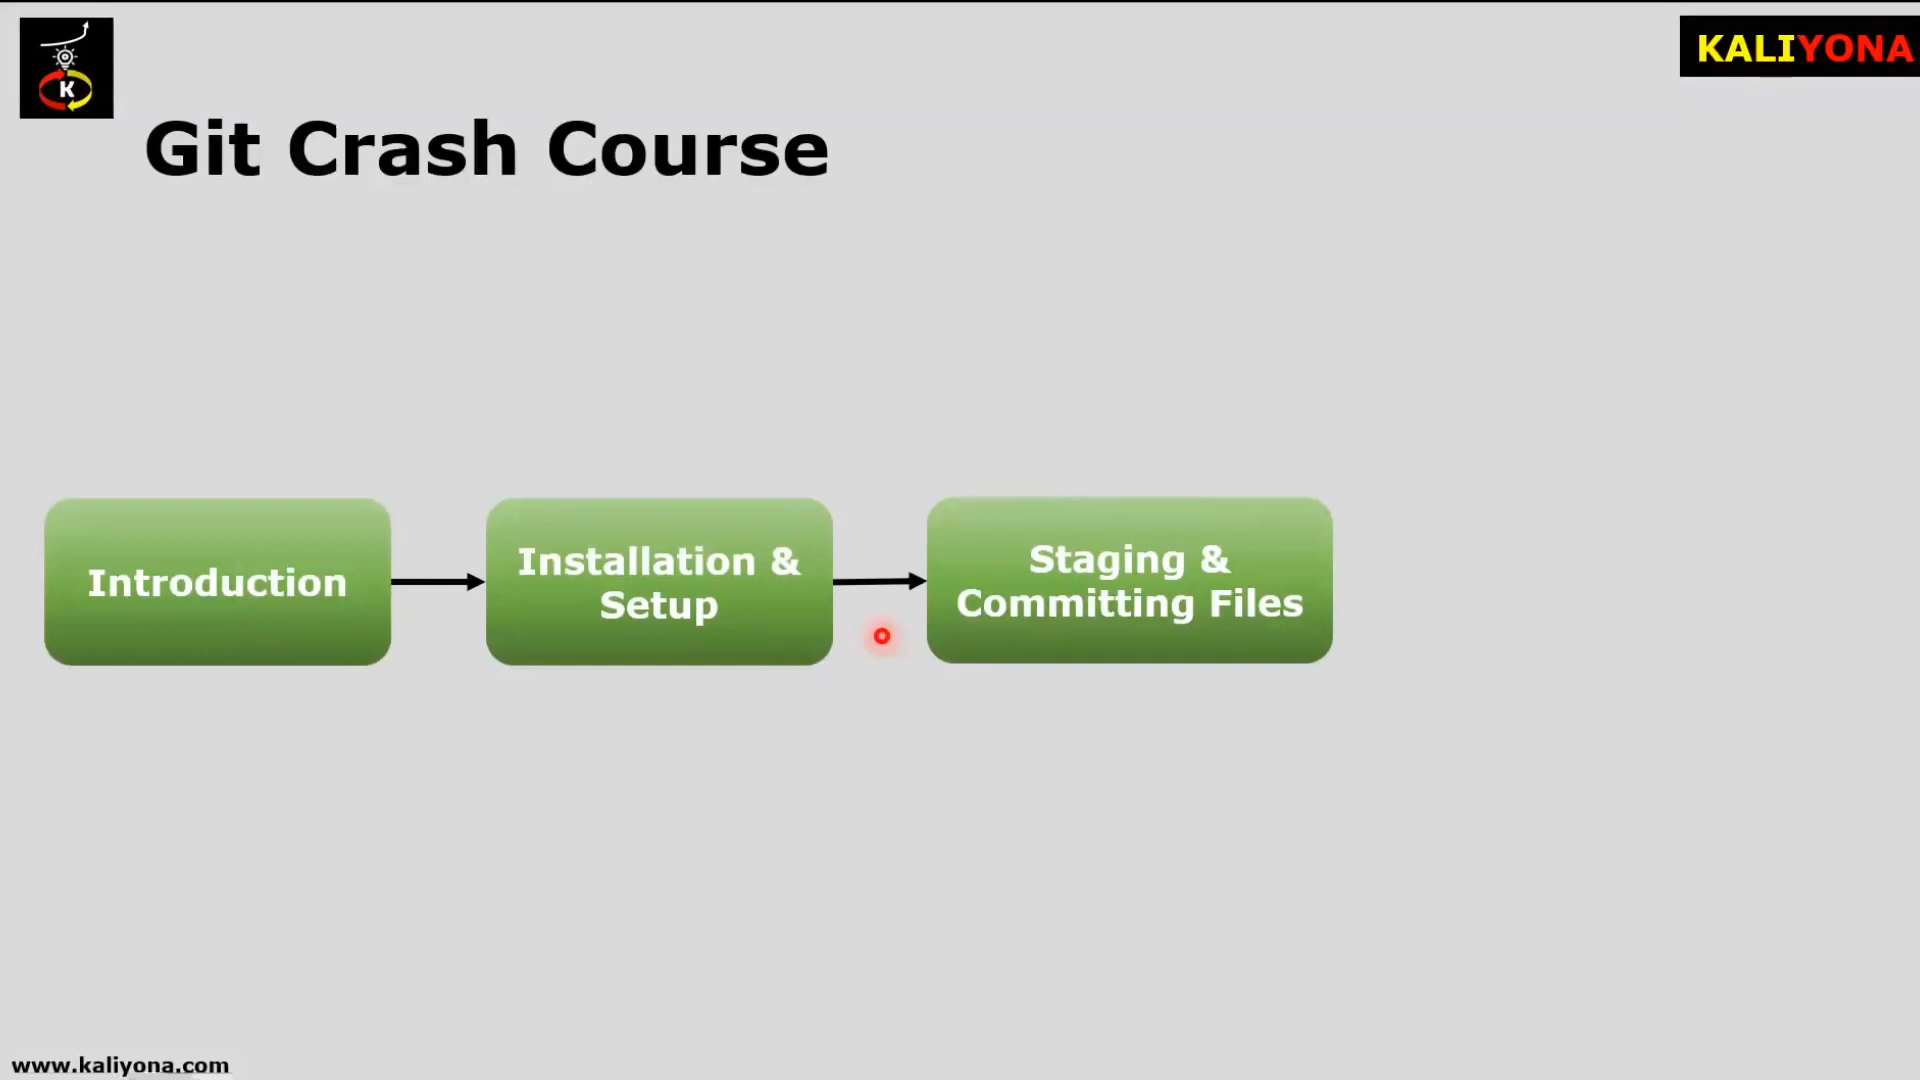 K
KALIYONA
Git Crash Course
Introduction
Installation &
Setup
Staging &
Committing Files
www.kaliyona.com